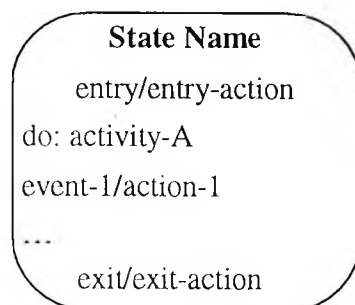 State Name
entry/entry-action
do: activity-A
event-1/action-1
...
exit/exit-action